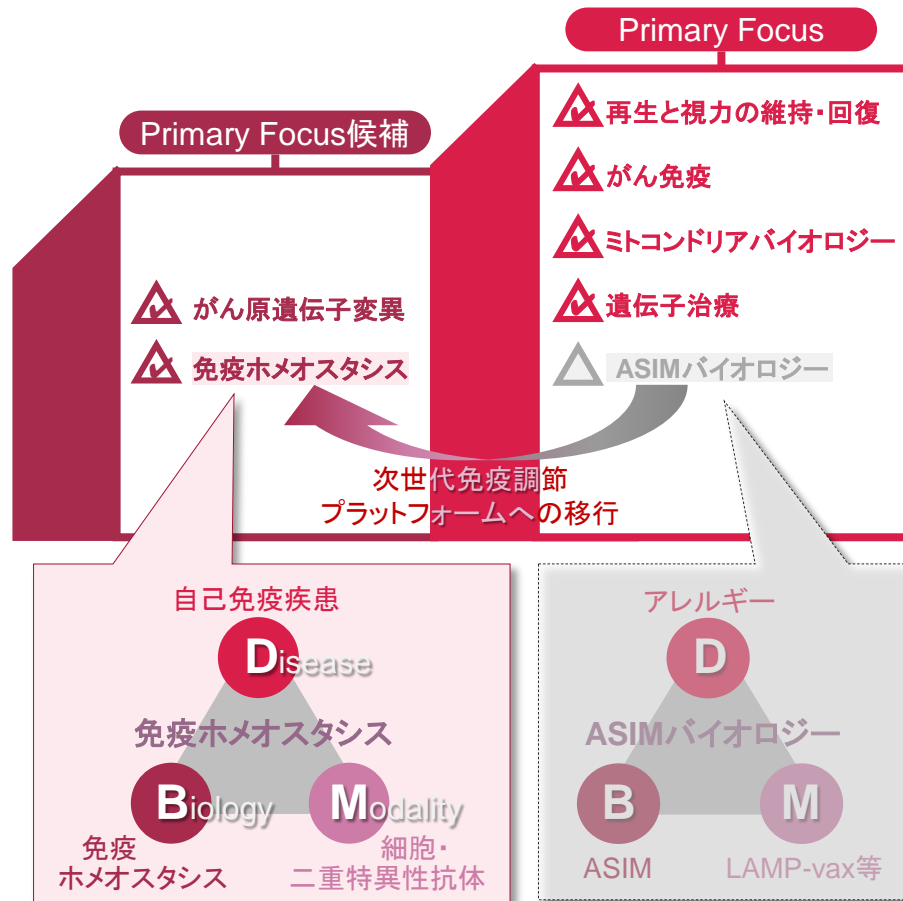 Primary Focus
再生と視力の維持・回復
がん免疫
ミトコンドリアバイオロジー
遺伝子治療
ASIMバイオロジー
Primary Focus候補
がん原遺伝子変異
免疫ホメオスタシス
次世代免疫調節
プラットフォームへの移行
自己免疫疾患
Disease
免疫ホメオスタシス
Biology
Modality
免疫
ホメオスタシス
細胞・
二重特異性抗体
アレルギー
D
ASIMバイオロジー
B
M
ASIM
LAMP-vax等